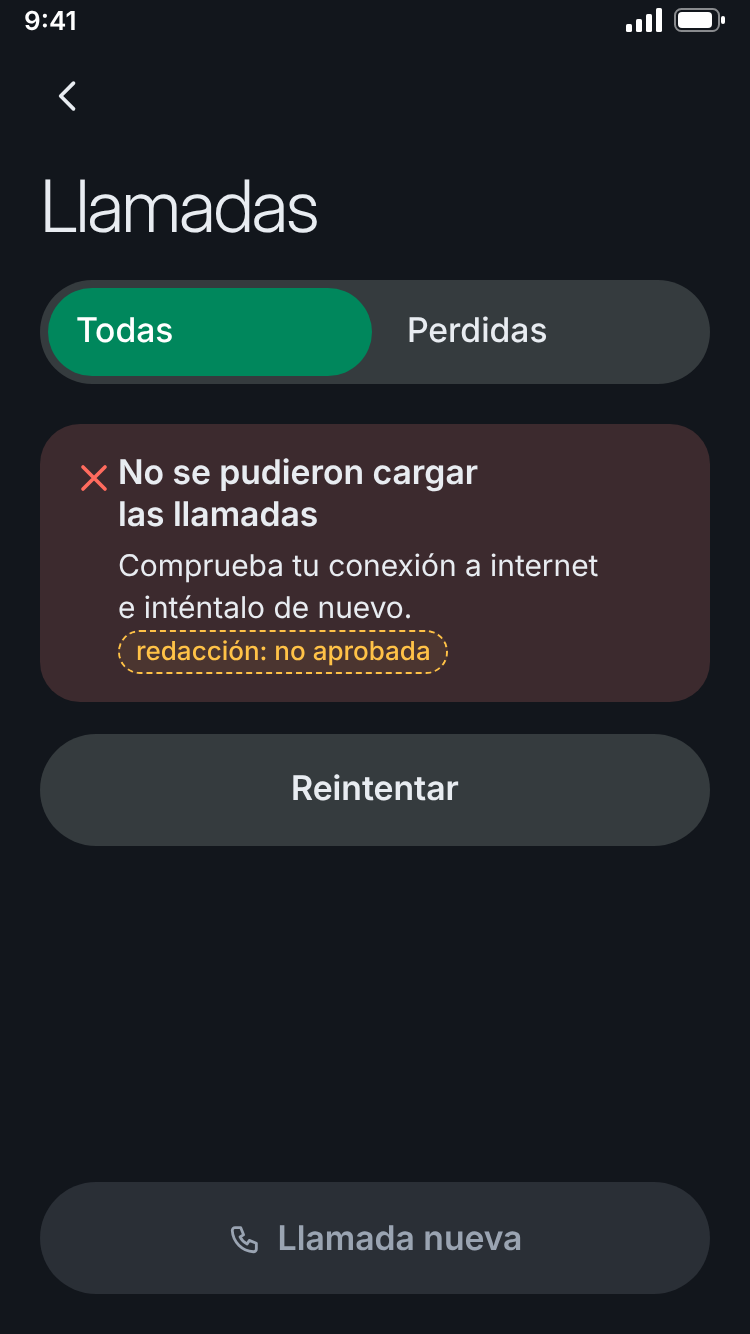 9:41
Llamadas
Todas
Perdidas
No se pudieron cargar
las llamadas
Comprueba tu conexión a internet
e inténtalo de nuevo.
redacción: no aprobada
Reintentar
Llamada nueva